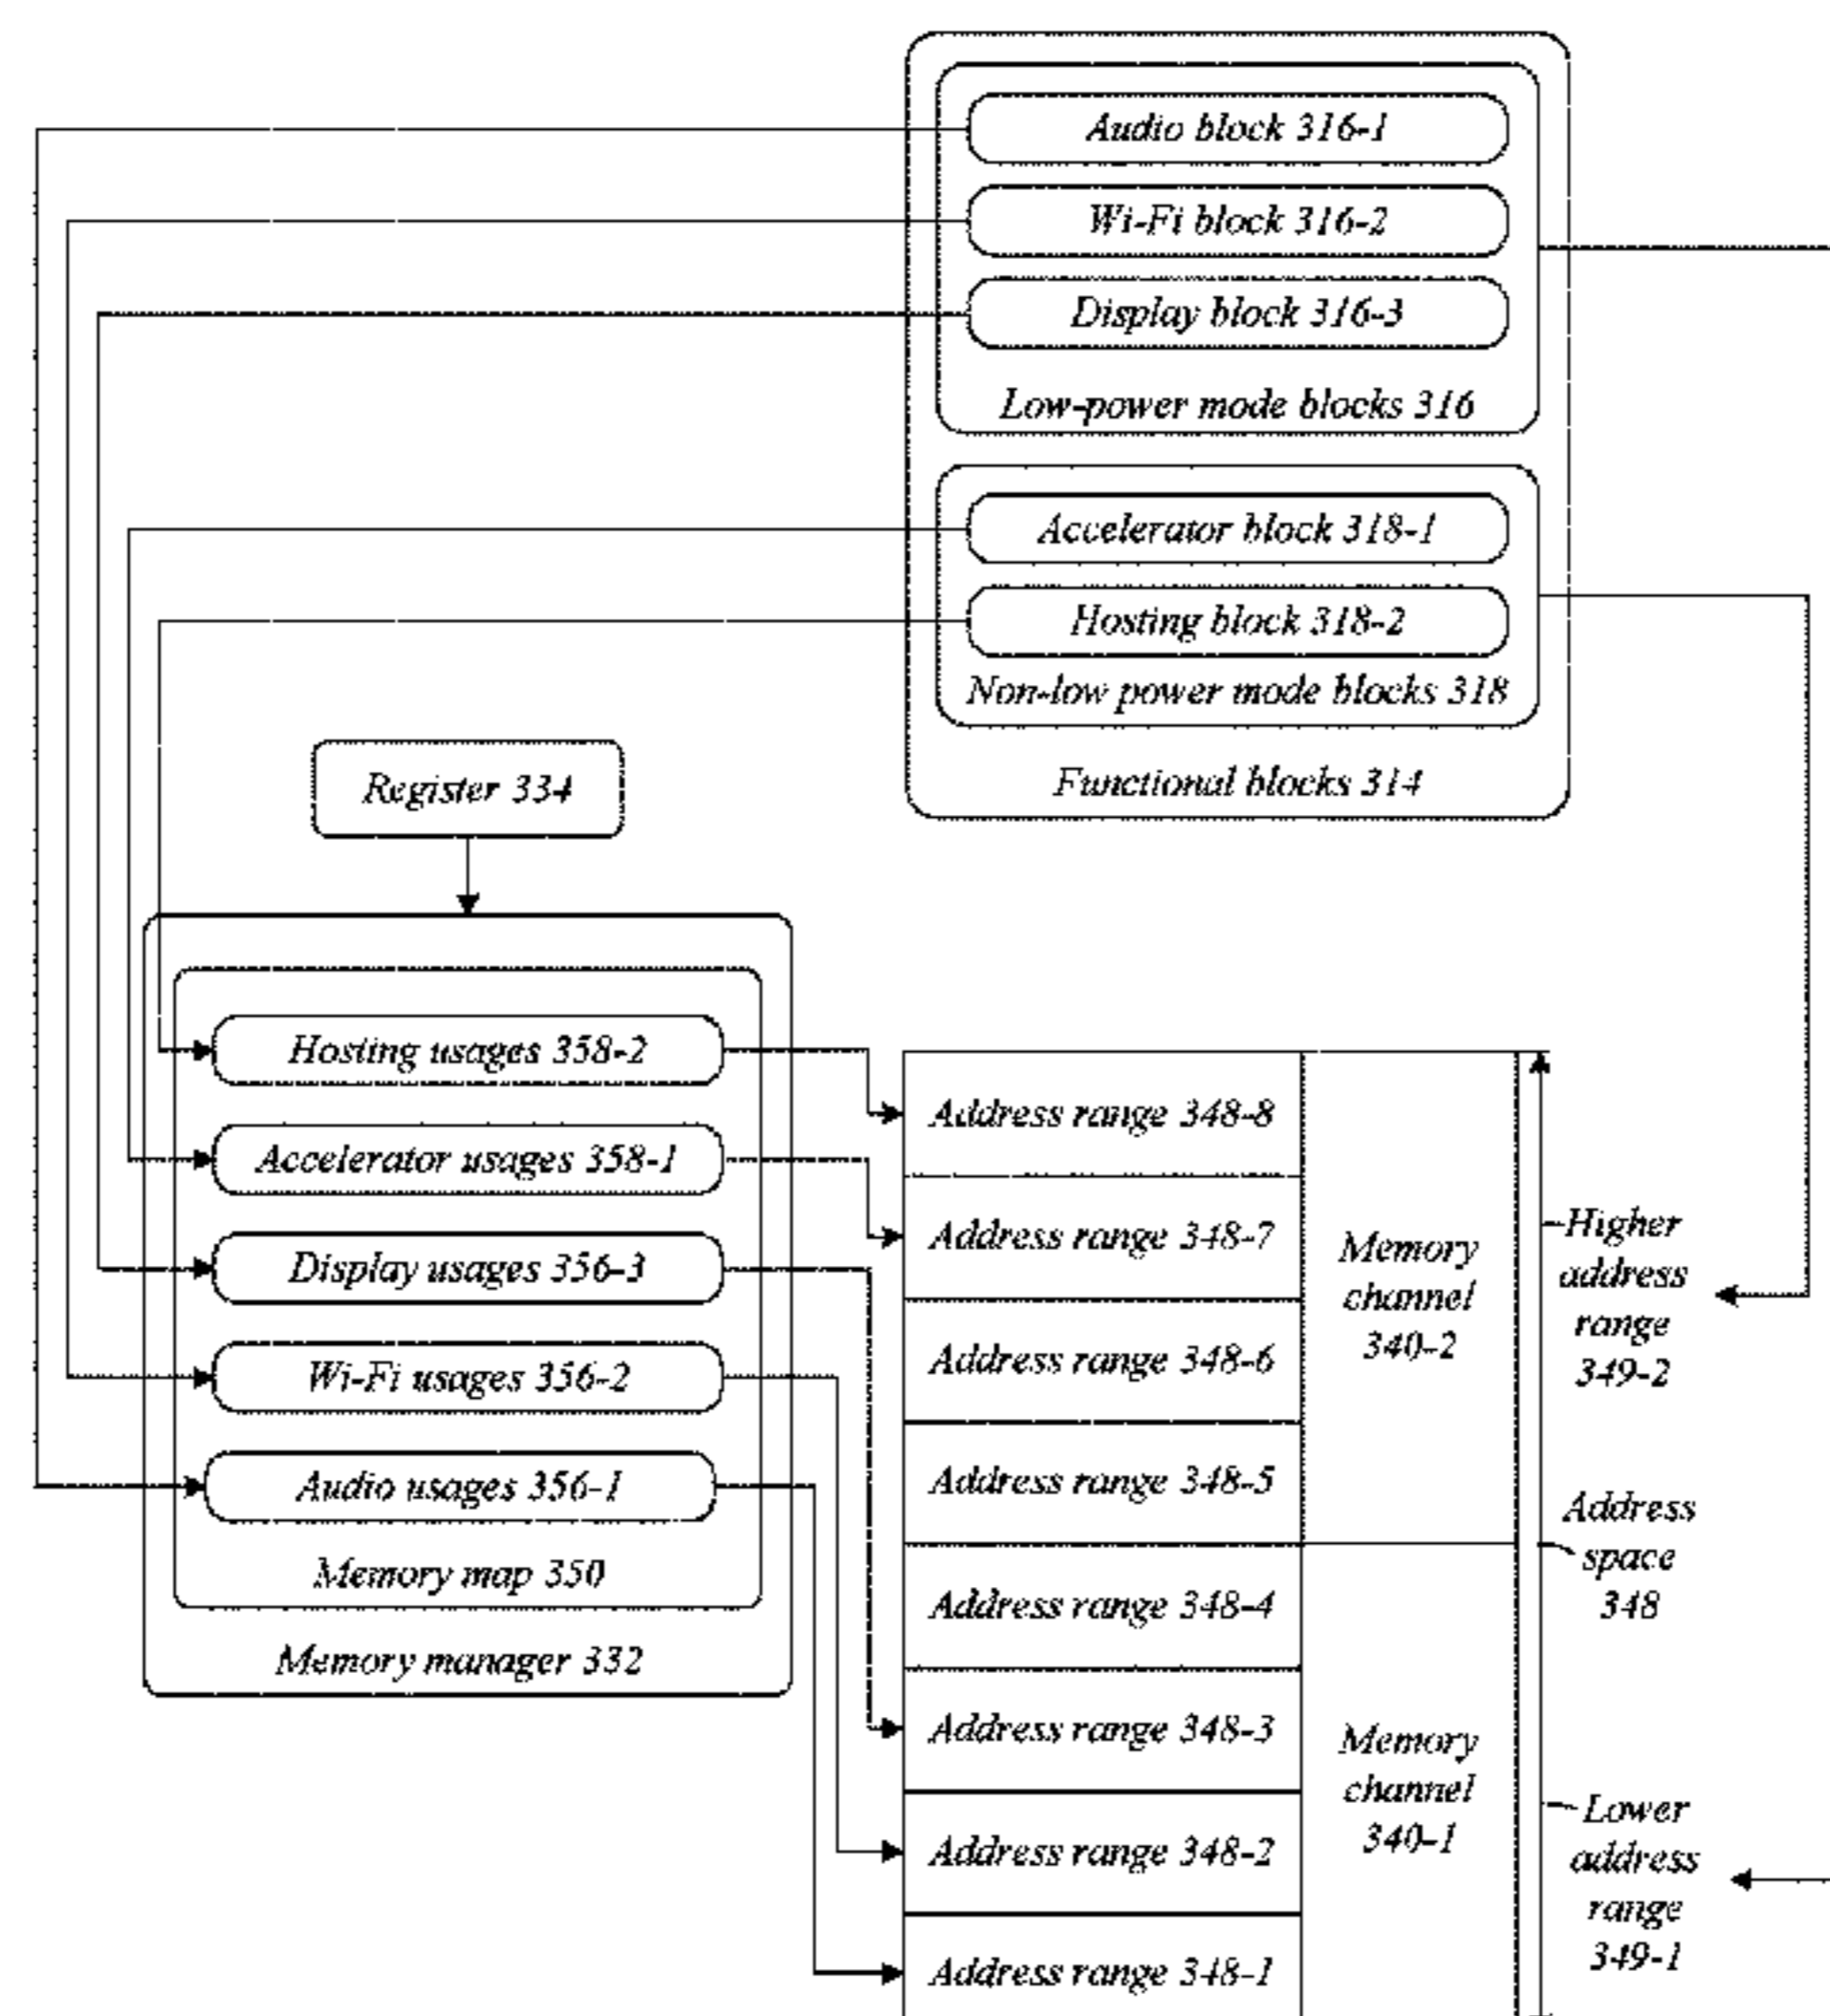 Audio block 316-1
Wi-Fi block 316-2
Display block 316-3
Low-power mode blocks 316
Accelerator block 318-1
Hosting block 318-2
Non-low power mode blocks 318
Functional blocks 314
Register 334
Hosting usages 358-2
Accelerator usages 358-1
Display usages 356-3
Wi-Fi usages 356-2
Audio usages 356-1
Memory map 350
Memory manager 332
Address range 348-8
Address range 348-7
Address range 348-6
Address range 348-5
Address range 348-4
Address range 348-3
Address range 348-2
Address range 348-1
Memory
channel
340-2
Memory
channel
340-1
Higher
address
range
349-2
Address
space
348
Lower
address
range
349-1